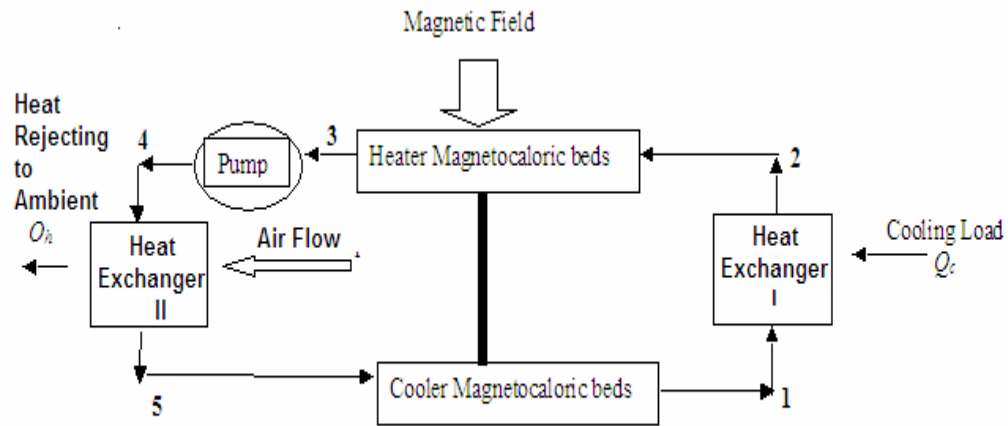 Magnetic Field
Heat
Rejecting
to
Ambient
Qh
4
3
Pump
Heater Magnetocaloric beds
2
Heat
Exchanger
II
Air Flow
Heat
Exchanger
I
Cooling Load
Qc
5
Cooler Magnetocaloric beds
1